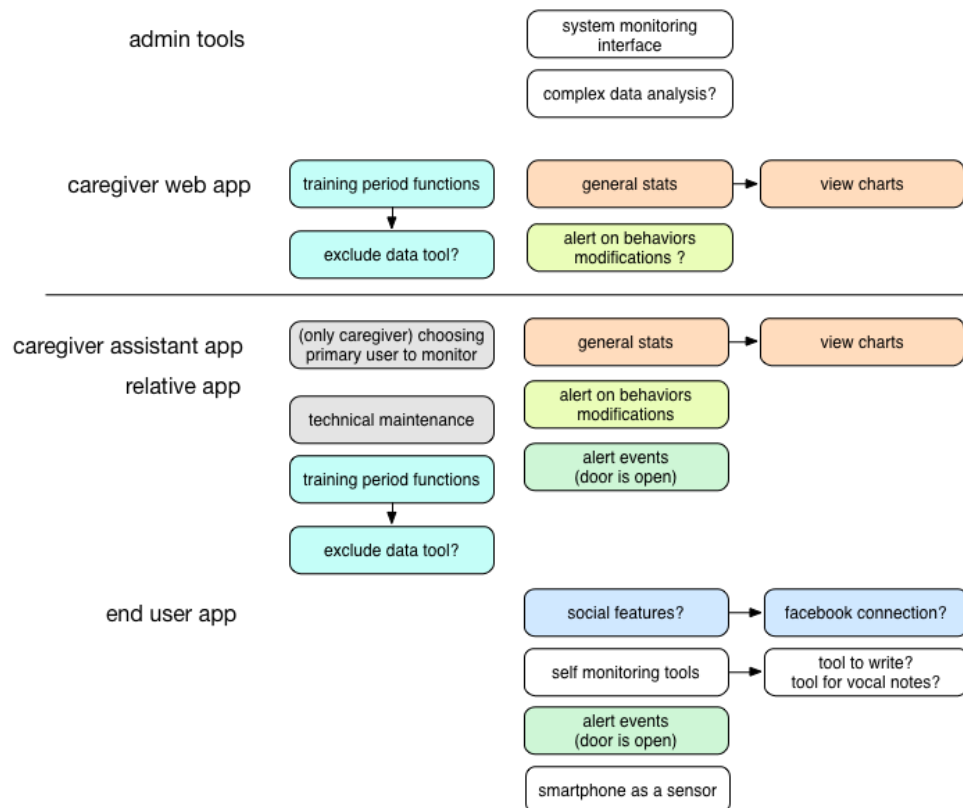 admin tools
system monitoring
interface
complex data analysis?
caregiver web app
training period functions
general stats
view charts
exclude data tool?
alert on behaviors
modifications ?
caregiver assistant app
relative app
(only caregiver) choosing
primary user to monitor
general stats
view charts
technical maintenance
alert on behaviors
modifications
training period functions
alert events
(door is open)
exclude data tool?
end user app
social features?
facebook connection?
self monitoring tools
tool to write?
tool for vocal notes?
alert events
(door is open)
smartphone as a sensor